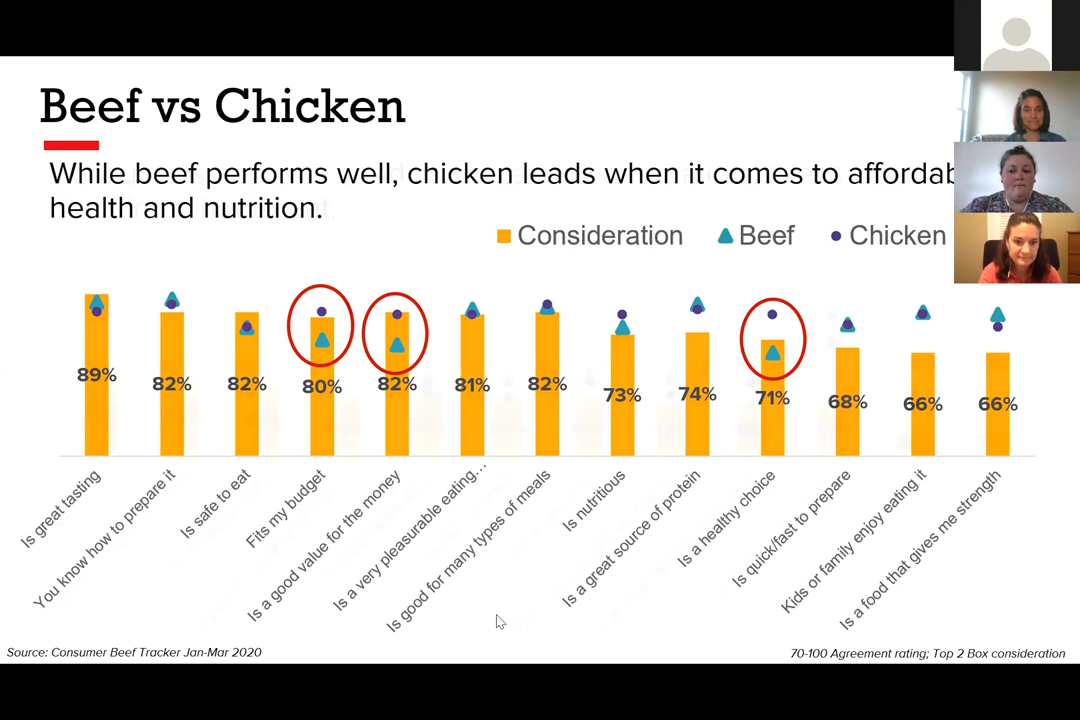 Beef vs Chicken
While beef performs well, chicken leads when it comes to
health and nutrition.
Consideration Beef Chicken
89% 82% 82% 80% 82% 81% 82% 73% 74% 71% 68% 66% 66%
Is great tasting
You know how to prepare it
Is safe to eat
Fits my budget
Is a good value for the money
Is a very pleasurable eating...
Is good for many types of meals
Is nutritious
Is a great source of protein
Is a healthy choice
Is quick/fast to prepare
Kids or family enjoy eating it
Is a food that gives me strength
Source: Consumer Beef Tracker Jan-Mar 2020
70-100 Agreement rating; Top 2 Box consideration